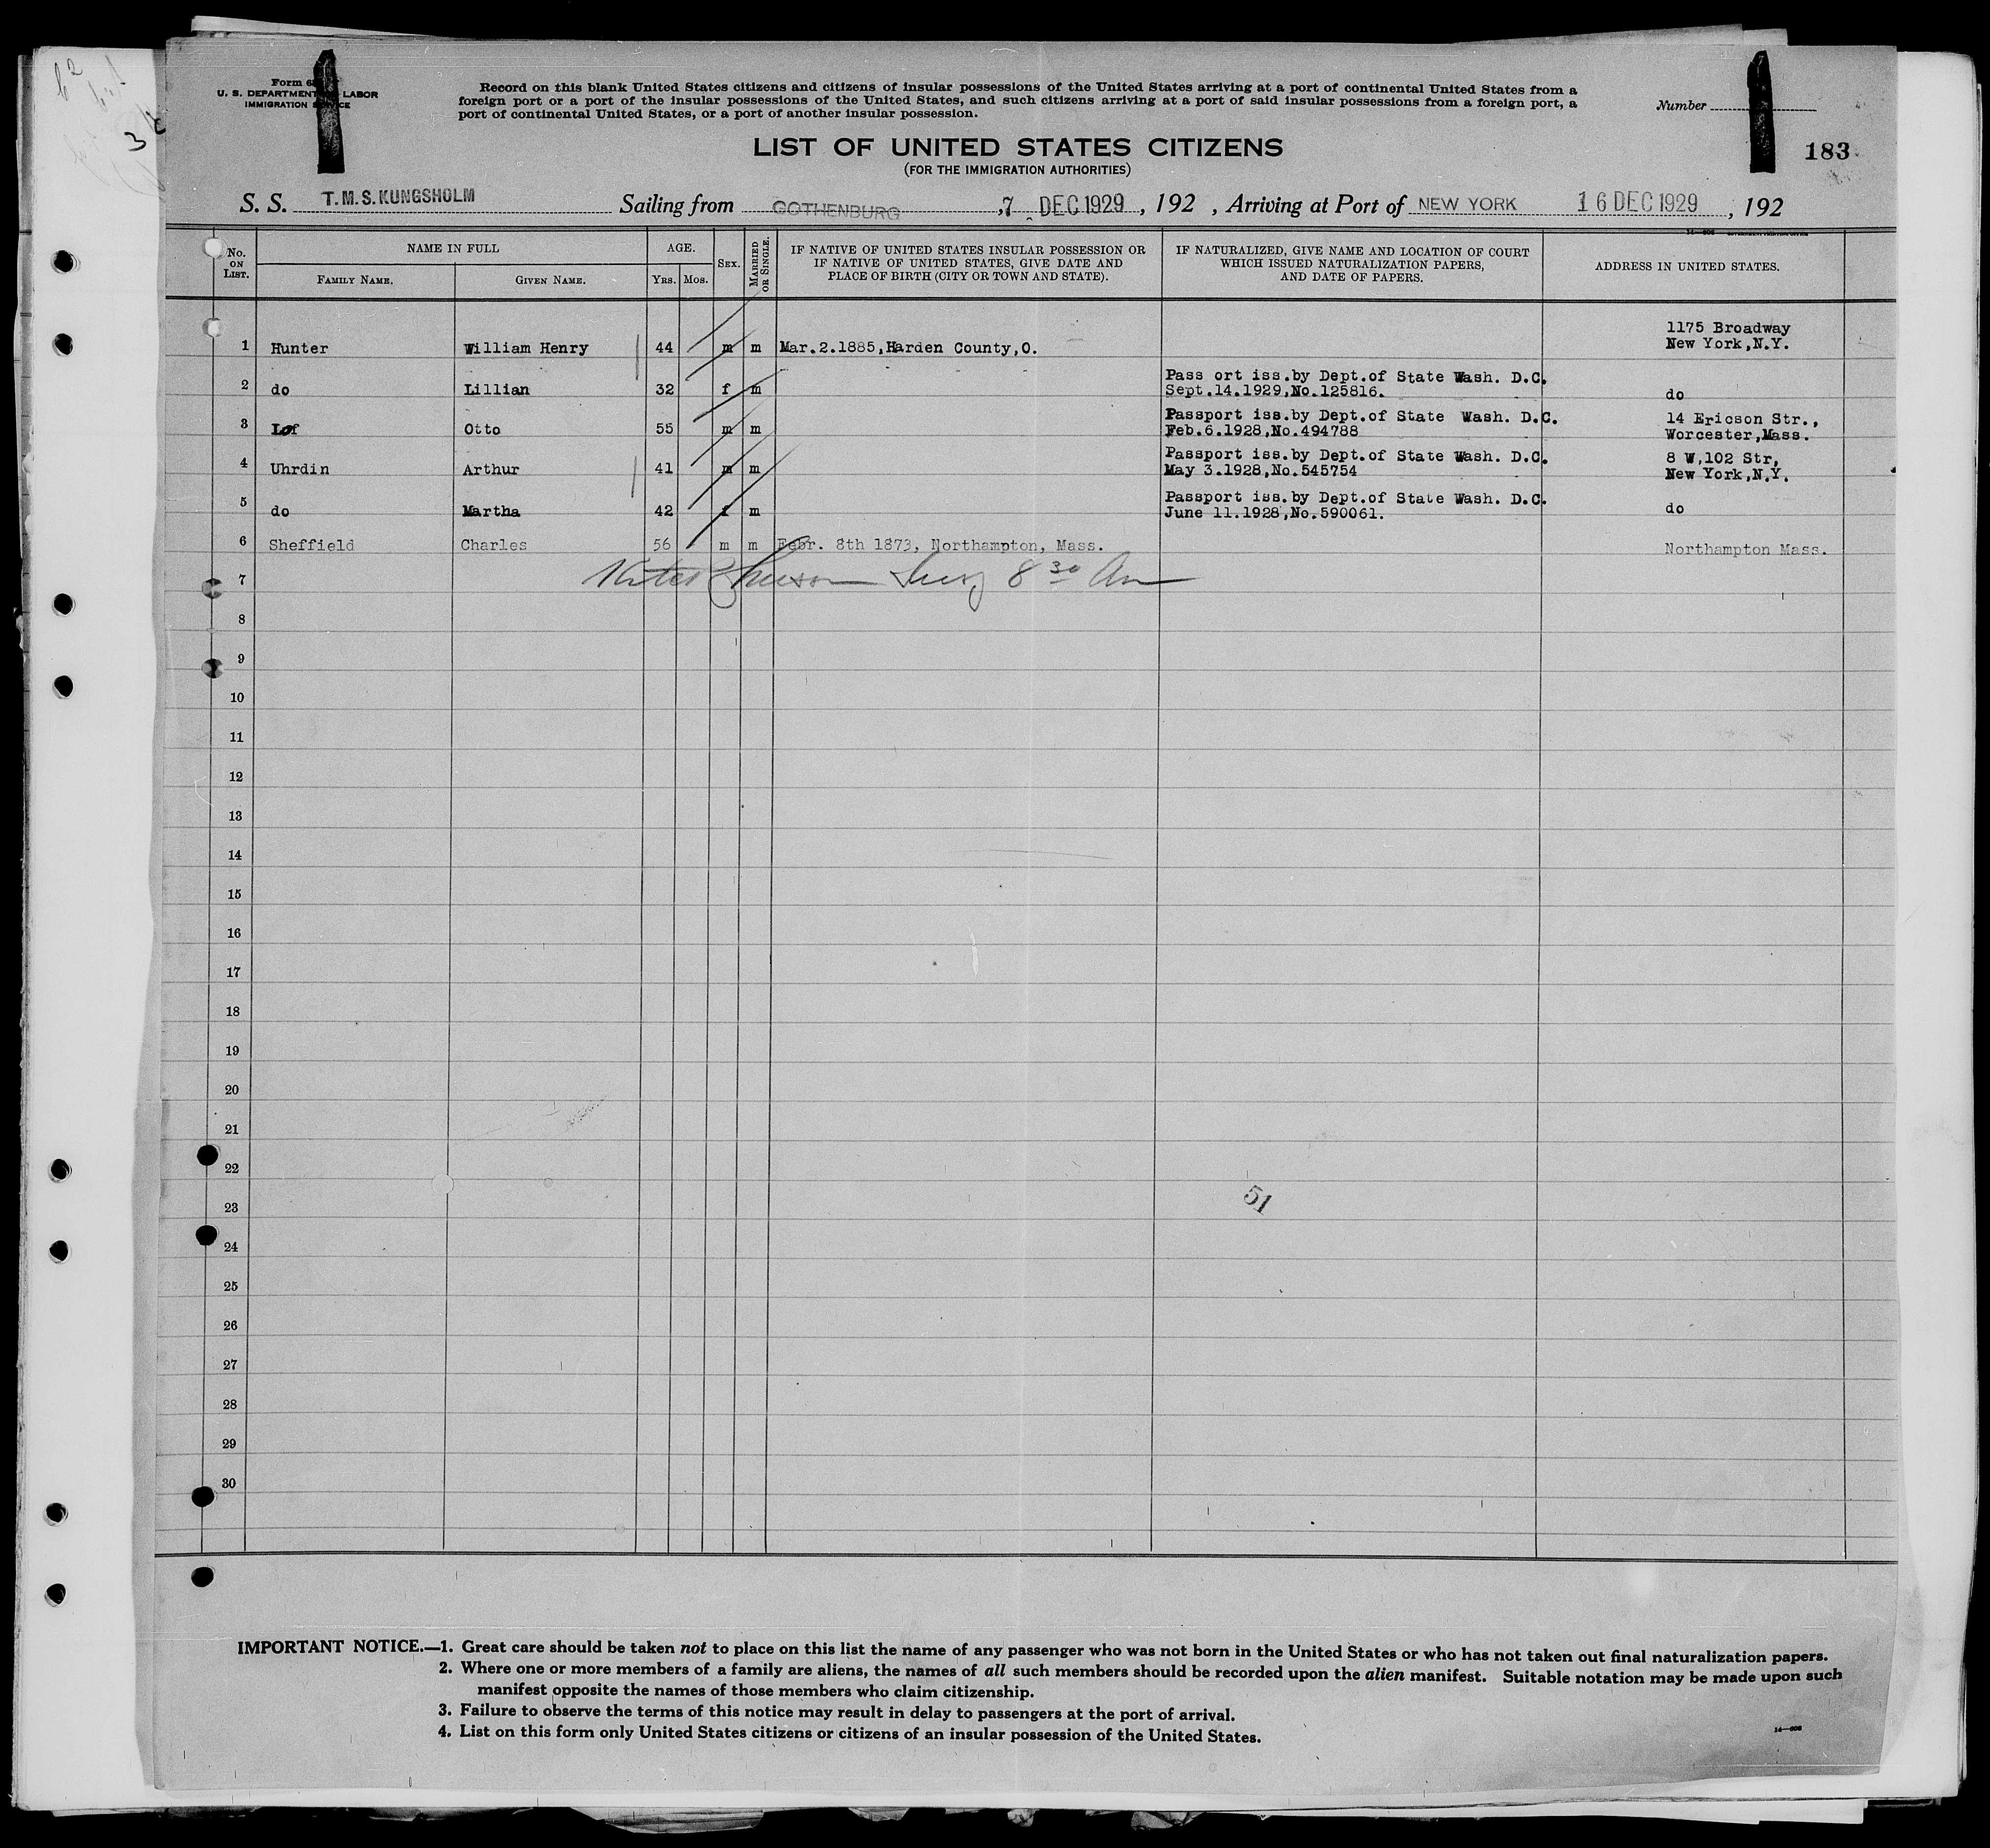 Record on this blank United States citizens and citizens of insular possessions of the United States arriving at a port of continental United States from a
foreign port or a port of the insular possessions of the United States, and such citizens arriving at a port of said insular possessions from a foreign port, a
port of continental United States, or a port of another insular possession.
Form
U. S. DEPARTMENT LABOR
IMMIGRATION SERVICE
Number
3
LIST OF UNITED STATES CITIZENS
(FOR THE IMMIGRATION AUTHORITIES)
183
S. S. T.M.S.KUNGSHOLM Sailing from GOTHENBURG , 7 DEC 1929 , 192 , Arriving at Port of NEW YORK 16 DEC 1929 , 192
No. ON LIST.
NAME IN FULL
FAMILY NAME. GIVEN NAME.
AGE.
YRS. MOS.
SEX.
MARRIED OR SINGLE.
IF NATIVE OF UNITED STATES INSULAR POSSESSION OR
IF NATIVE OF UNITED STATES, GIVE DATE AND
PLACE OF BIRTH (CITY OR TOWN AND STATE).
IF NATURALIZED, GIVE NAME AND LOCATION OF COURT
WHICH ISSUED NATURALIZATION PAPERS,
AND DATE OF PAPERS.
ADDRESS IN UNITED STATES.
1175 Broadway
1 Hunter William Henry 44 m m Mar.2.1885,Harden County,O. New York,N.Y.
Pass ort iss.by Dept.of State Wash. D.C.
2 do Lillian 32 f m Sept.14.1929,No.125816. do
Passport iss.by Dept.of State Wash. D.C. 14 Ericson Str.,
3 Lof Otto 55 m m Feb.6.1928,No.494788 Worcester,Mass.
Passport iss.by Dept.of State Wash. D.C. 8 W,102 Str,
4 Uhrdin Arthur 41 m m May 3.1928,No.545754 New York,N.Y.
Passport iss.by Dept.of State Wash. D.C.
5 do Martha 42 f m June 11.1928,No.590061. do
6 Sheffield Charles 56 m m Febr. 8th 1873, Northampton, Mass. Northampton Mass.
7 8 30 Am
8
9
10
11
12
13
14
15
16
17
18
19
20
21
22
23
51
24
25
26
27
28
29
30
IMPORTANT NOTICE.—1. Great care should be taken not to place on this list the name of any passenger who was not born in the United States or who has not taken out final naturalization papers.
2. Where one or more members of a family are aliens, the names of all such members should be recorded upon the alien manifest. Suitable notation may be made upon such
manifest opposite the names of those members who claim citizenship.
3. Failure to observe the terms of this notice may result in delay to passengers at the port of arrival.
4. List on this form only United States citizens or citizens of an insular possession of the United States.
14—606